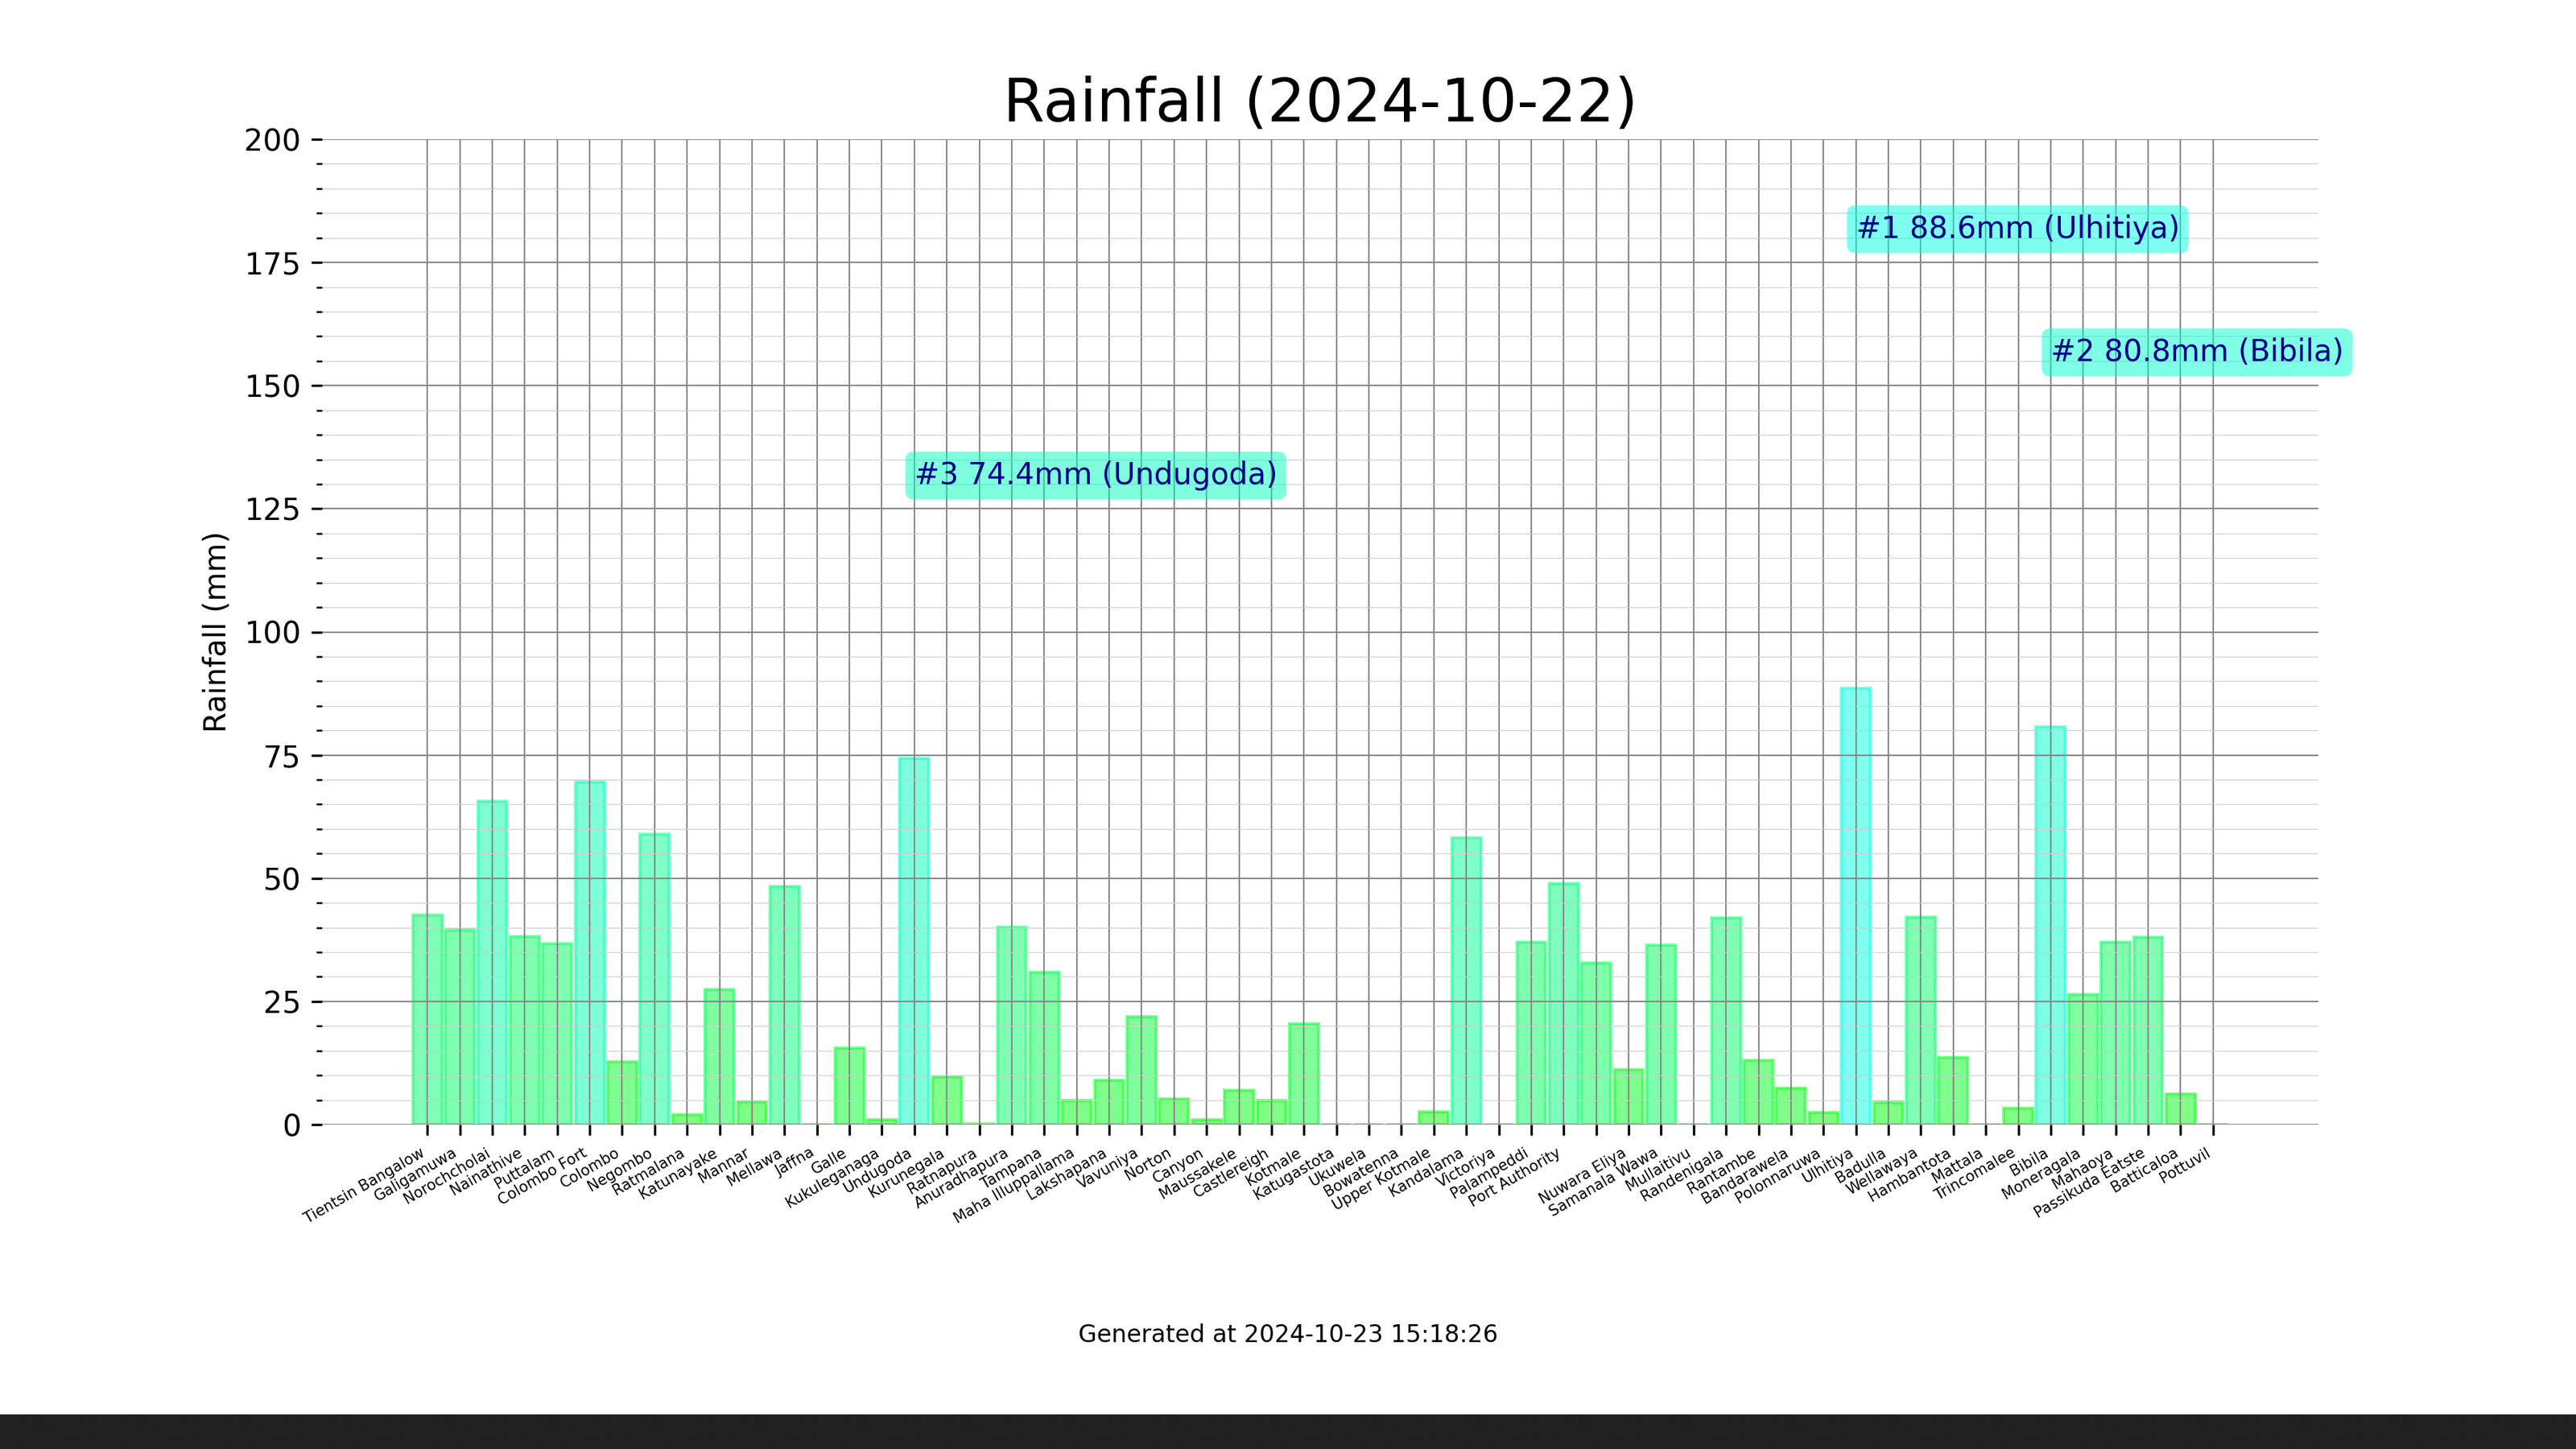 Rainfall (2024-10-22)
Rainfall (mm)
200
175
150
125
100
75
50
25
0
#1 88.6mm (Ulhitiya)
#2 80.8mm (Bibila)
#3 74.4mm (Undugoda)
Tientsin Bangalow
Galigamuwa
Norochcholai
Nainathive
Puttalam
Colombo Fort
Colombo
Negombo
Ratmalana
Katunayake
Mannar
Mellawa
Jaffna
Galle
Kukuleganaga
Undugoda
Kurunegala
Ratnapura
Anuradhapura
Tampana
Maha Illuppallama
Lakshapana
Vavuniya
Norton
Canyon
Maussakele
Castlereigh
Kotmale
Katugastota
Ukuwela
Bowatenna
Upper Kotmale
Kandalama
Victoriya
Palampeddi
Port Authority
Nuwara Eliya
Samanala Wawa
Mullaitivu
Randenigala
Rantambe
Bandarawela
Polonnaruwa
Ulhitiya
Badulla
Wellawaya
Hambantota
Mattala
Trincomalee
Bibila
Moneragala
Mahaoya
Passikuda Eatste
Batticaloa
Pottuvil
Generated at 2024-10-23 15:18:26